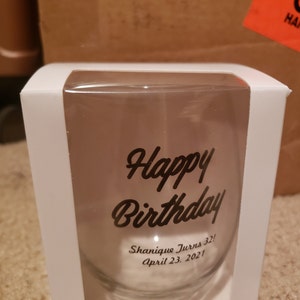 Happy
Birthday
Shanique Turns 32!
April 23, 2021